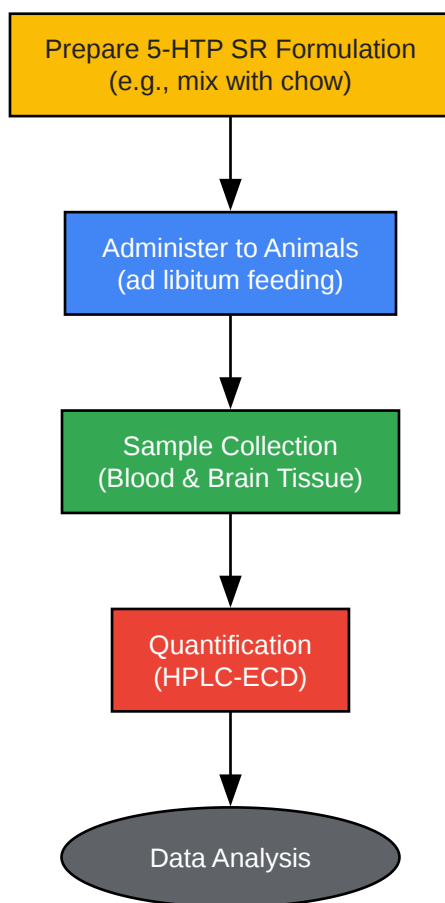 Prepare 5-HTP SR Formulation
(e.g., mix with chow)
Administer to Animals
(ad libitum feeding)
Sample Collection
(Blood & Brain Tissue)
Quantification
(HPLC-ECD)
Data Analysis